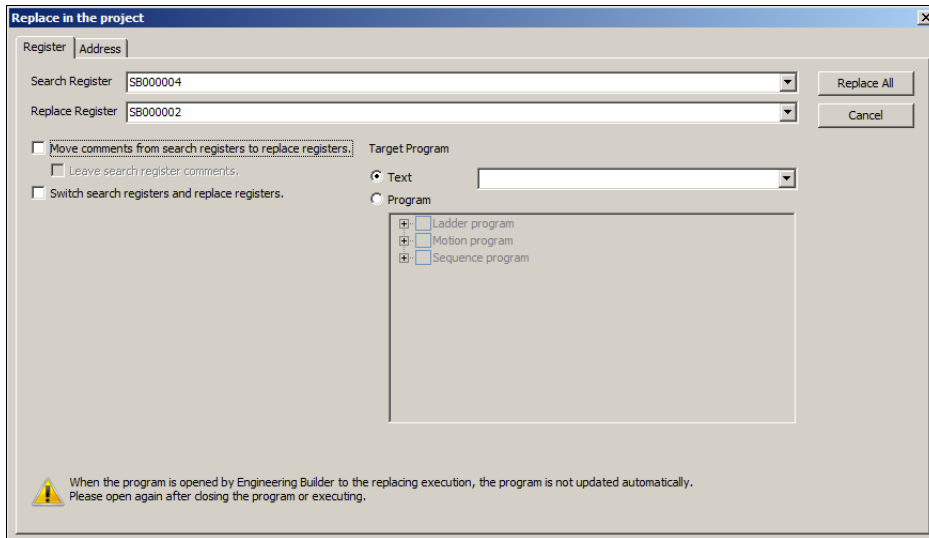 Replace in the project
Register
Address
Search Register SB000004
Replace All
Replace Register SB000002
Cancel
Move comments from search registers to replace registers.
Leave search register comments.
Switch search registers and replace registers.
Target Program
Text
Program
Ladder program
Motion program
Sequence program
When the program is opened by Engineering Builder to the replacing execution, the program is not updated automatically.
Please open again after closing the program or executing.